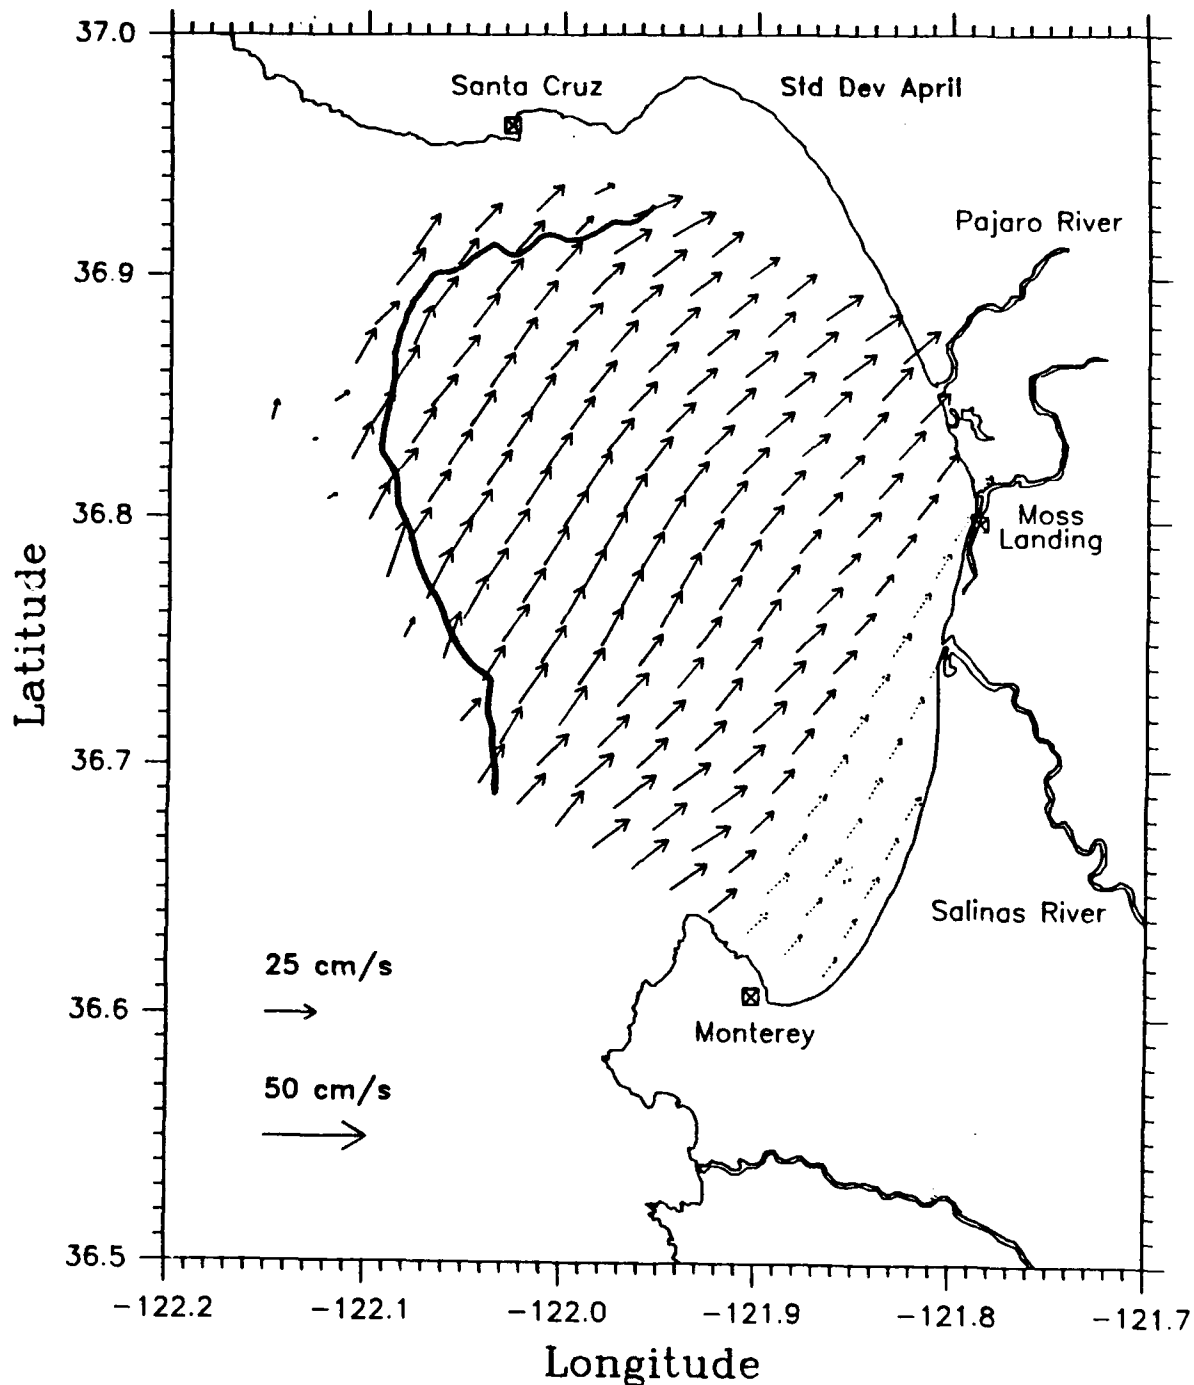 37.0
Santa Cruz
Std Dev April
Pajaro River
36.9
36.8
Moss
Landing
Latitude
36.7
Salinas River
25 cm/s
36.6
Monterey
50 cm/s
36.5
-122.2
-122.1
-122.0
-121.9
-121.8
-121.7
Longitude